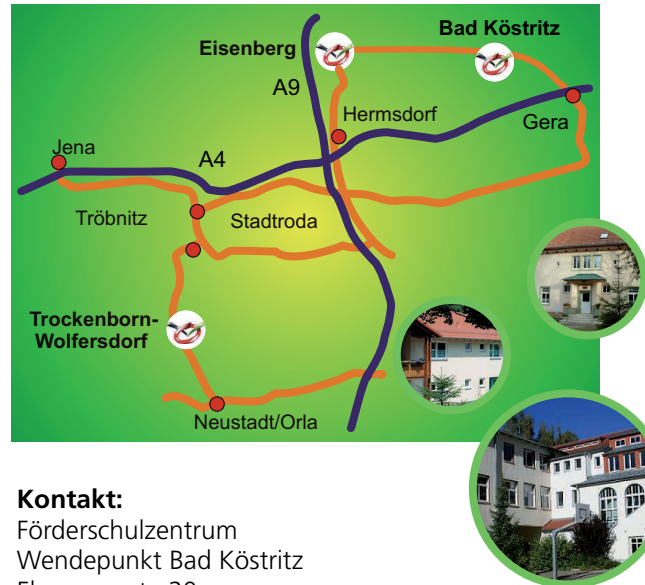 Bad Köstritz
Eisenberg
A9
Hermsdorf
Gera
Jena
A4
Tröbnitz
Stadtroda
Trockenborn-
Wolfersdorf
Neustadt/Orla
Kontakt:
Förderschulzentrum
Wendepunkt Bad Köstritz